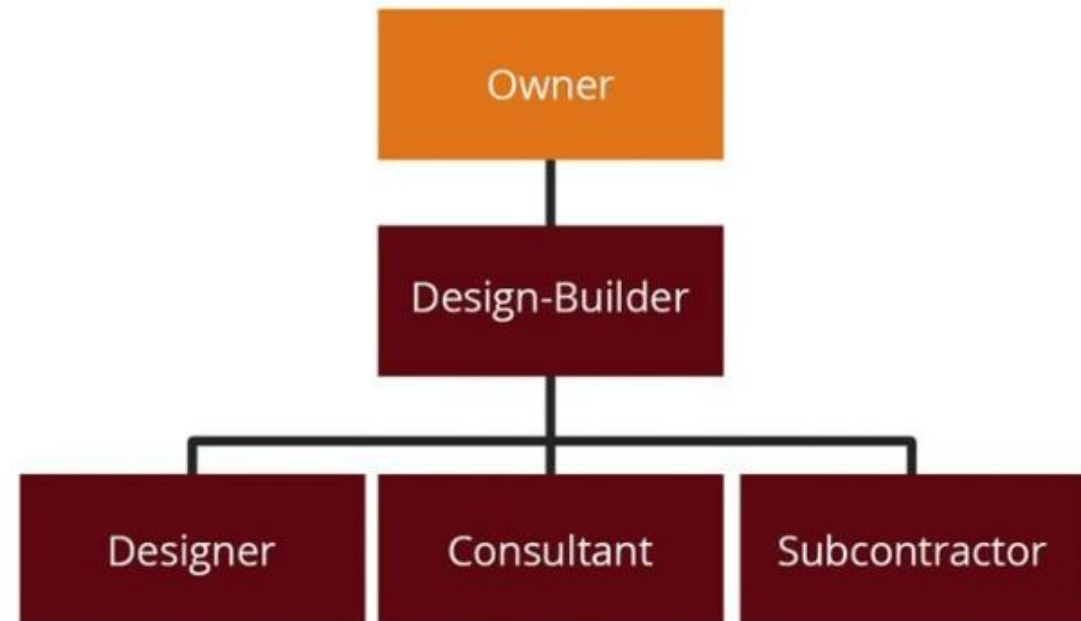 Owner
Design-Builder
Designer
Consultant
Subcontractor